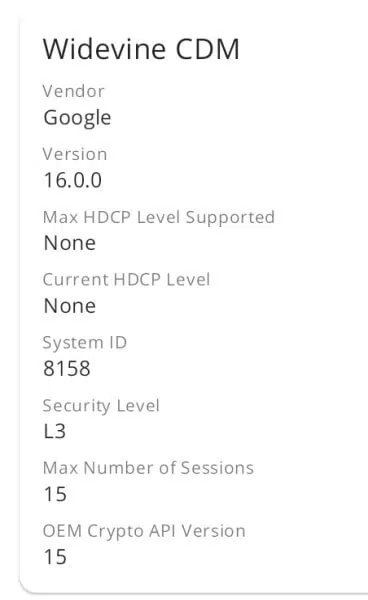 Widevine CDM
Vendor
Google
Version
16.0.0
Max HDCP Level Supported
None
Current HDCP Level
None
System ID
8158
Security Level
L3
Max Number of Sessions
15
OEM Crypto API Version
15